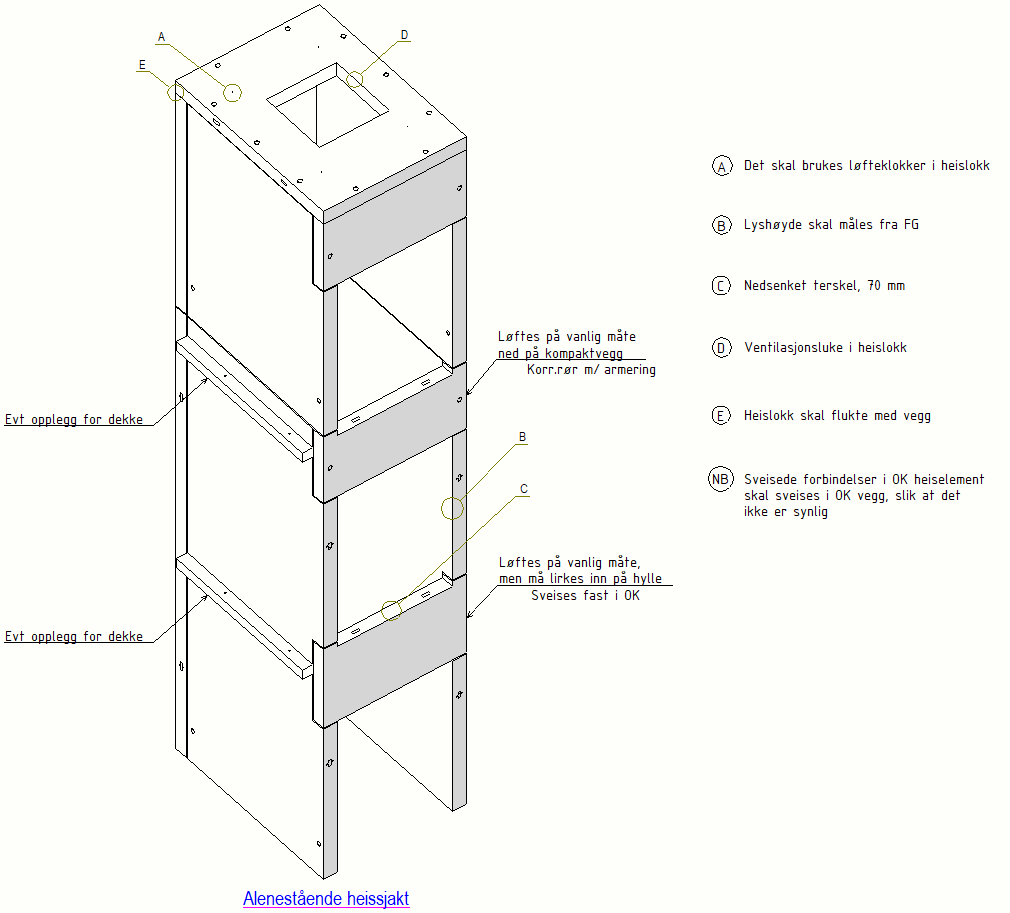 A
D
E
A Det skal brukes løfteklokker i heislokk
B Lyshøyde skal måles fra FG
C Nedsenket terskel, 70 mm
D Ventilasjonsluke i heislokk
E Heislokk skal flukte med vegg
NB Sveisede forbindelser i OK heiselement
skal sveises i OK vegg, slik at det
ikke er synlig
Løftes på vanlig måte
ned på kompaktvegg
Korr.rør m/ armering
Evt opplegg for dekke
B
C
Løftes på vanlig måte,
men må lirkes inn på hylle
Sveises fast i OK
Evt opplegg for dekke
Alenestående heissjakt